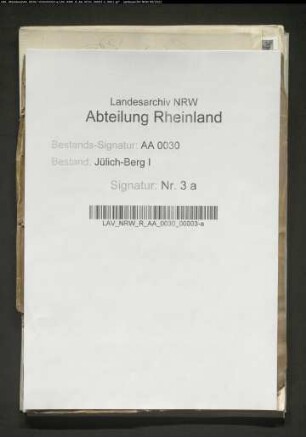 Landesarchiv NRW
Abteilung Rheinland
Bestands-Signatur: AA 0030
Bestand: Jülich-Berg I
Signatur: Nr. 3 a
LAV_NRW_R_AA_0030_00003-a